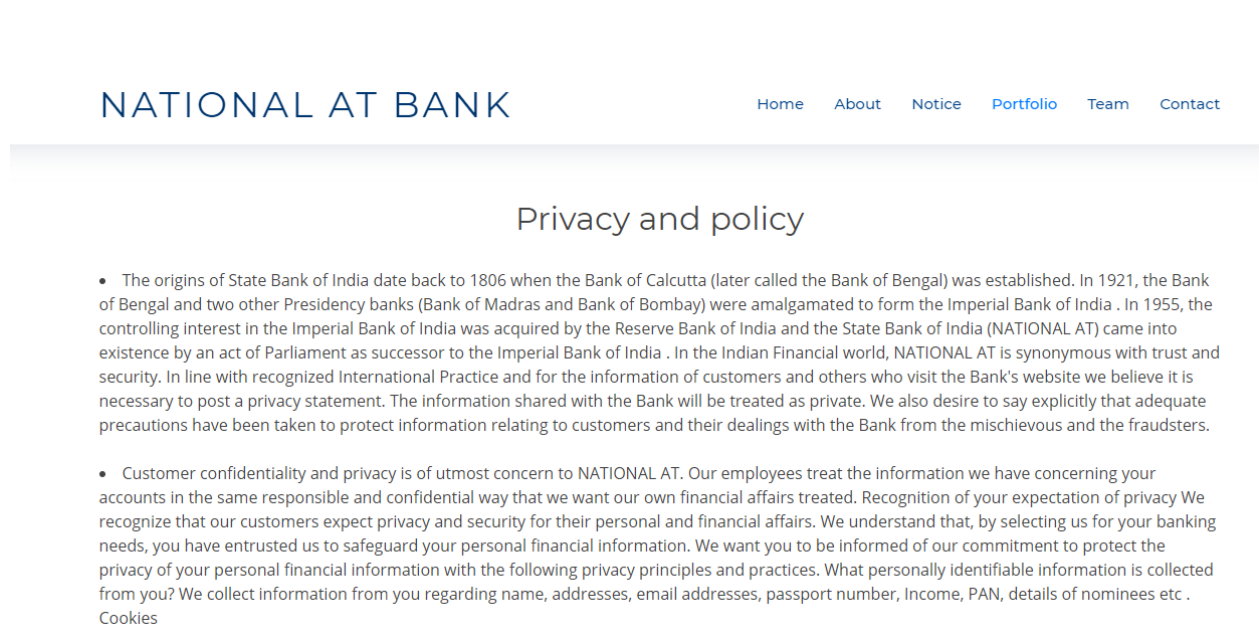 NATIONAL AT BANK
Home About Notice Portfolio Team Contact
Privacy and policy
• The origins of State Bank of India date back to 1806 when the Bank of Calcutta (later called the Bank of Bengal) was established. In 1921, the Bank
of Bengal and two other Presidency banks (Bank of Madras and Bank of Bombay) were amalgamated to form the Imperial Bank of India . In 1955, the
controlling interest in the Imperial Bank of India was acquired by the Reserve Bank of India and the State Bank of India (NATIONAL AT) came into
existence by an act of Parliament as successor to the Imperial Bank of India . In the Indian Financial world, NATIONAL AT is synonymous with trust and
security. In line with recognized International Practice and for the information of customers and others who visit the Bank's website we believe it is
necessary to post a privacy statement. The information shared with the Bank will be treated as private. We also desire to say explicitly that adequate
precautions have been taken to protect information relating to customers and their dealings with the Bank from the mischievous and the fraudsters.
• Customer confidentiality and privacy is of utmost concern to NATIONAL AT. Our employees treat the information we have concerning your
accounts in the same responsible and confidential way that we want our own financial affairs treated. Recognition of your expectation of privacy We
recognize that our customers expect privacy and security for their personal and financial affairs. We understand that, by selecting us for your banking
needs, you have entrusted us to safeguard your personal financial information. We want you to be informed of our commitment to protect the
privacy of your personal financial information with the following privacy principles and practices. What personally identifiable information is collected
from you? We collect information from you regarding name, addresses, email addresses, passport number, Income, PAN, details of nominees etc .
Cookies